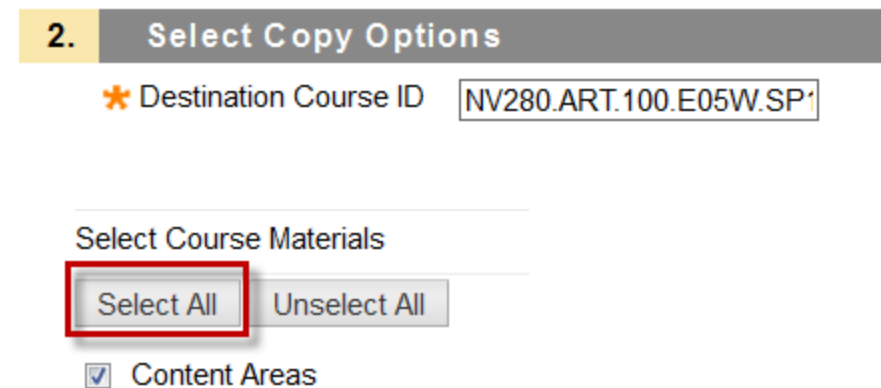 2. Select Copy Options
Destination Course ID NV280.ART.100.E05W.SP
Select Course Materials
Select All Unselect All
Content Areas